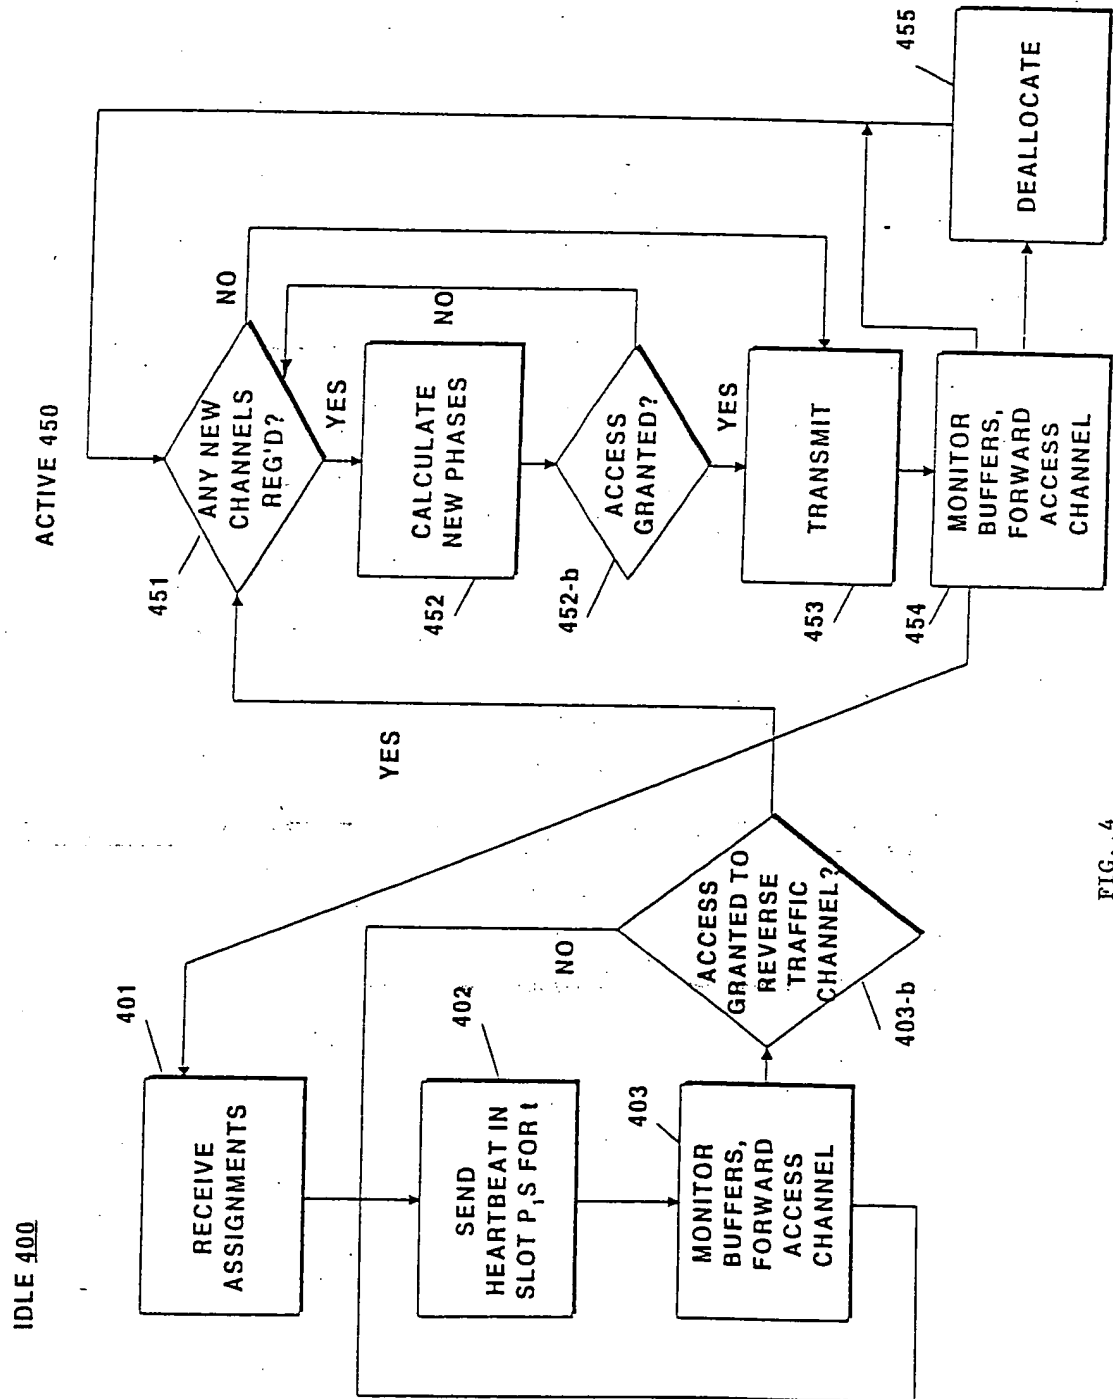 IDLE 400
401
RECEIVE
ASSIGNMENTS
402
SEND
HEARTBEAT IN
SLOT P,S FOR t
403
MONITOR
BUFFERS,
FORWARD
ACCESS
CHANNEL
NO
ACCESS
GRANTED TO
REVERSE
TRAFFIC
CHANNEL?
403-b
YES
ACTIVE 450
451
ANY NEW
CHANNELS
REG'D?
NO
YES
452
CALCULATE
NEW PHASES
NO
452-b
ACCESS
GRANTED?
YES
453
TRANSMIT
454
MONITOR
BUFFERS,
FORWARD
ACCESS
CHANNEL
455
DEALLOCATE
FIG. 4